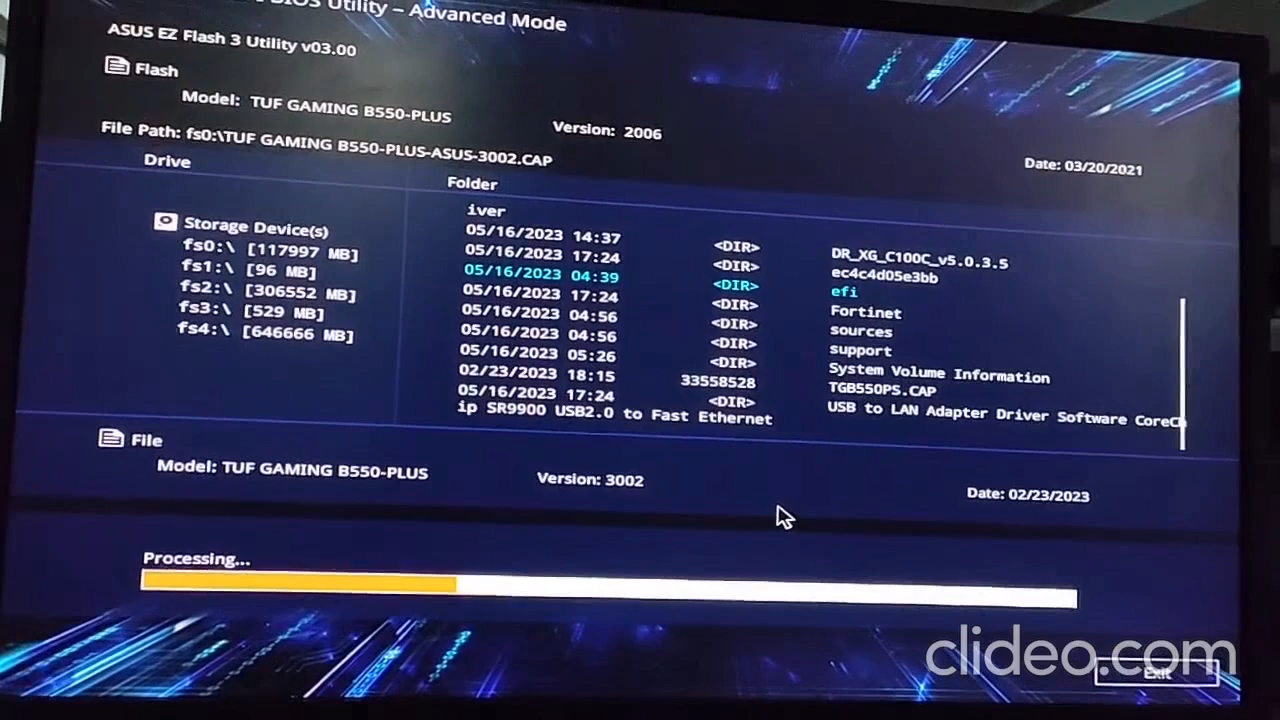 BIOS Utility – Advanced Mode
ASUS EZ Flash 3 Utility v03.00
Flash
Model: TUF GAMING B550-PLUS Version: 2006 Date: 03/20/2021
File Path: fs0:\TUF GAMING B550-PLUS-ASUS-3002.CAP
Drive Folder
Storage Device(s)
fs0:\ [117997 MB]
fs1:\ [96 MB]
fs2:\ [306552 MB]
fs3:\ [529 MB]
fs4:\ [646666 MB]
iver
05/16/2023 14:37 <DIR> DR_XG_C100C_v5.0.3.5
05/16/2023 17:24 <DIR> ec4c4d05e3bb
05/16/2023 04:39 <DIR> efi
05/16/2023 17:24 <DIR> Fortinet
05/16/2023 04:56 <DIR> sources
05/16/2023 04:56 <DIR> support
05/16/2023 05:26 <DIR> System Volume Information
02/23/2023 18:15 33558528 TGB550PS.CAP
05/16/2023 17:24 <DIR> USB to LAN Adapter Driver Software CoreCh
ip SR9900 USB2.0 to Fast Ethernet
File
Model: TUF GAMING B550-PLUS Version: 3002 Date: 02/23/2023
Processing...
clideo.com
Exit